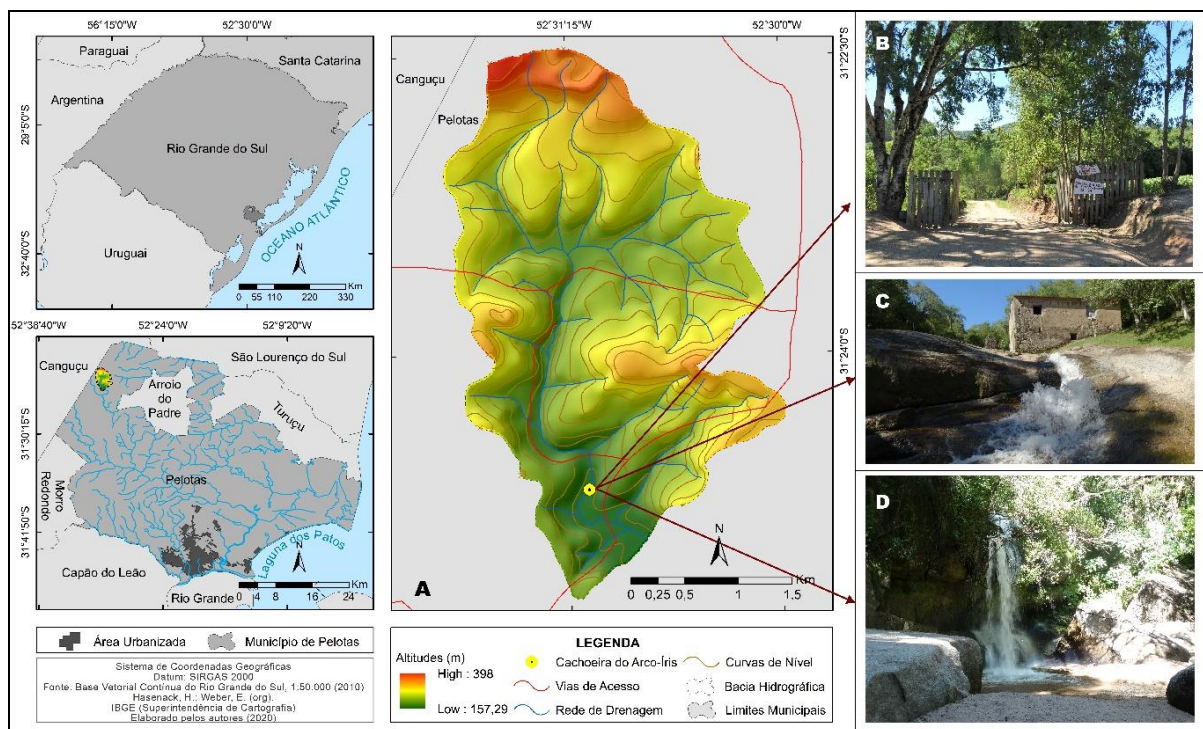 56°15'0"W 52°30'0"W
Paraguai
Santa Catarina
Argentina
29°5'0"S
Rio Grande do Sul
OCEANO ATLÂNTICO
32°40'0"S
Uruguai
N
Km
0 55 110 220 330
52°38'40"W 52°24'0"W 52°9'20"W
Canguçu
São Lourenço do Sul
Arroio
do
Padre
Turuçu
31°30'15"S
Pelotas
Morro
Redondo
31°41'50"S
Laguna dos Patos
N
Capão do Leão
Km
0 4 8 16 24
Rio Grande
Área Urbanizada Município de Pelotas
Sistema de Coordenadas Geográficas
Datum: SIRGAS 2000
Fonte: Base Vetorial Contínua do Rio Grande do Sul, 1:50.000 (2010)
Hasenack, H.; Weber, E. (org).
IBGE (Superintendência de Cartografia)
Elaborado pelos autores (2020)
52°31'15"W 52°30'0"W
31°22'30"S
Canguçu
Pelotas
31°24'0"S
N
A
Km
0 0,25 0,5 1 1.5
LEGENDA
Altitudes (m)
High : 398
Low : 157,29
Cachoeira do Arco-Íris
Curvas de Nível
Vias de Acesso
Bacia Hidrográfica
Rede de Drenagem
Limites Municipais
B
C
D